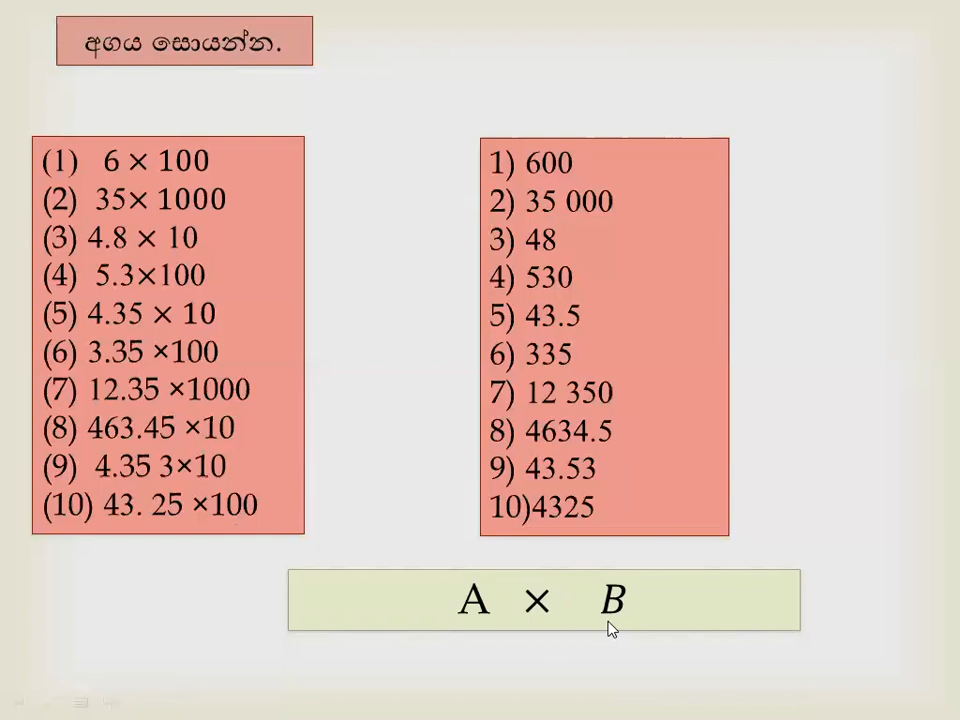 අගය සොයන්න.
(1) 6 × 100
(2) 35× 1000
(3) 4.8 × 10
(4) 5.3×100
(5) 4.35 × 10
(6) 3.35 ×100
(7) 12.35 ×1000
(8) 463.45 ×10
(9) 4.35 3×10
(10) 43. 25 ×100
1) 600
2) 35 000
3) 48
4) 530
5) 43.5
6) 335
7) 12 350
8) 4634.5
9) 43.53
10)4325
A × B